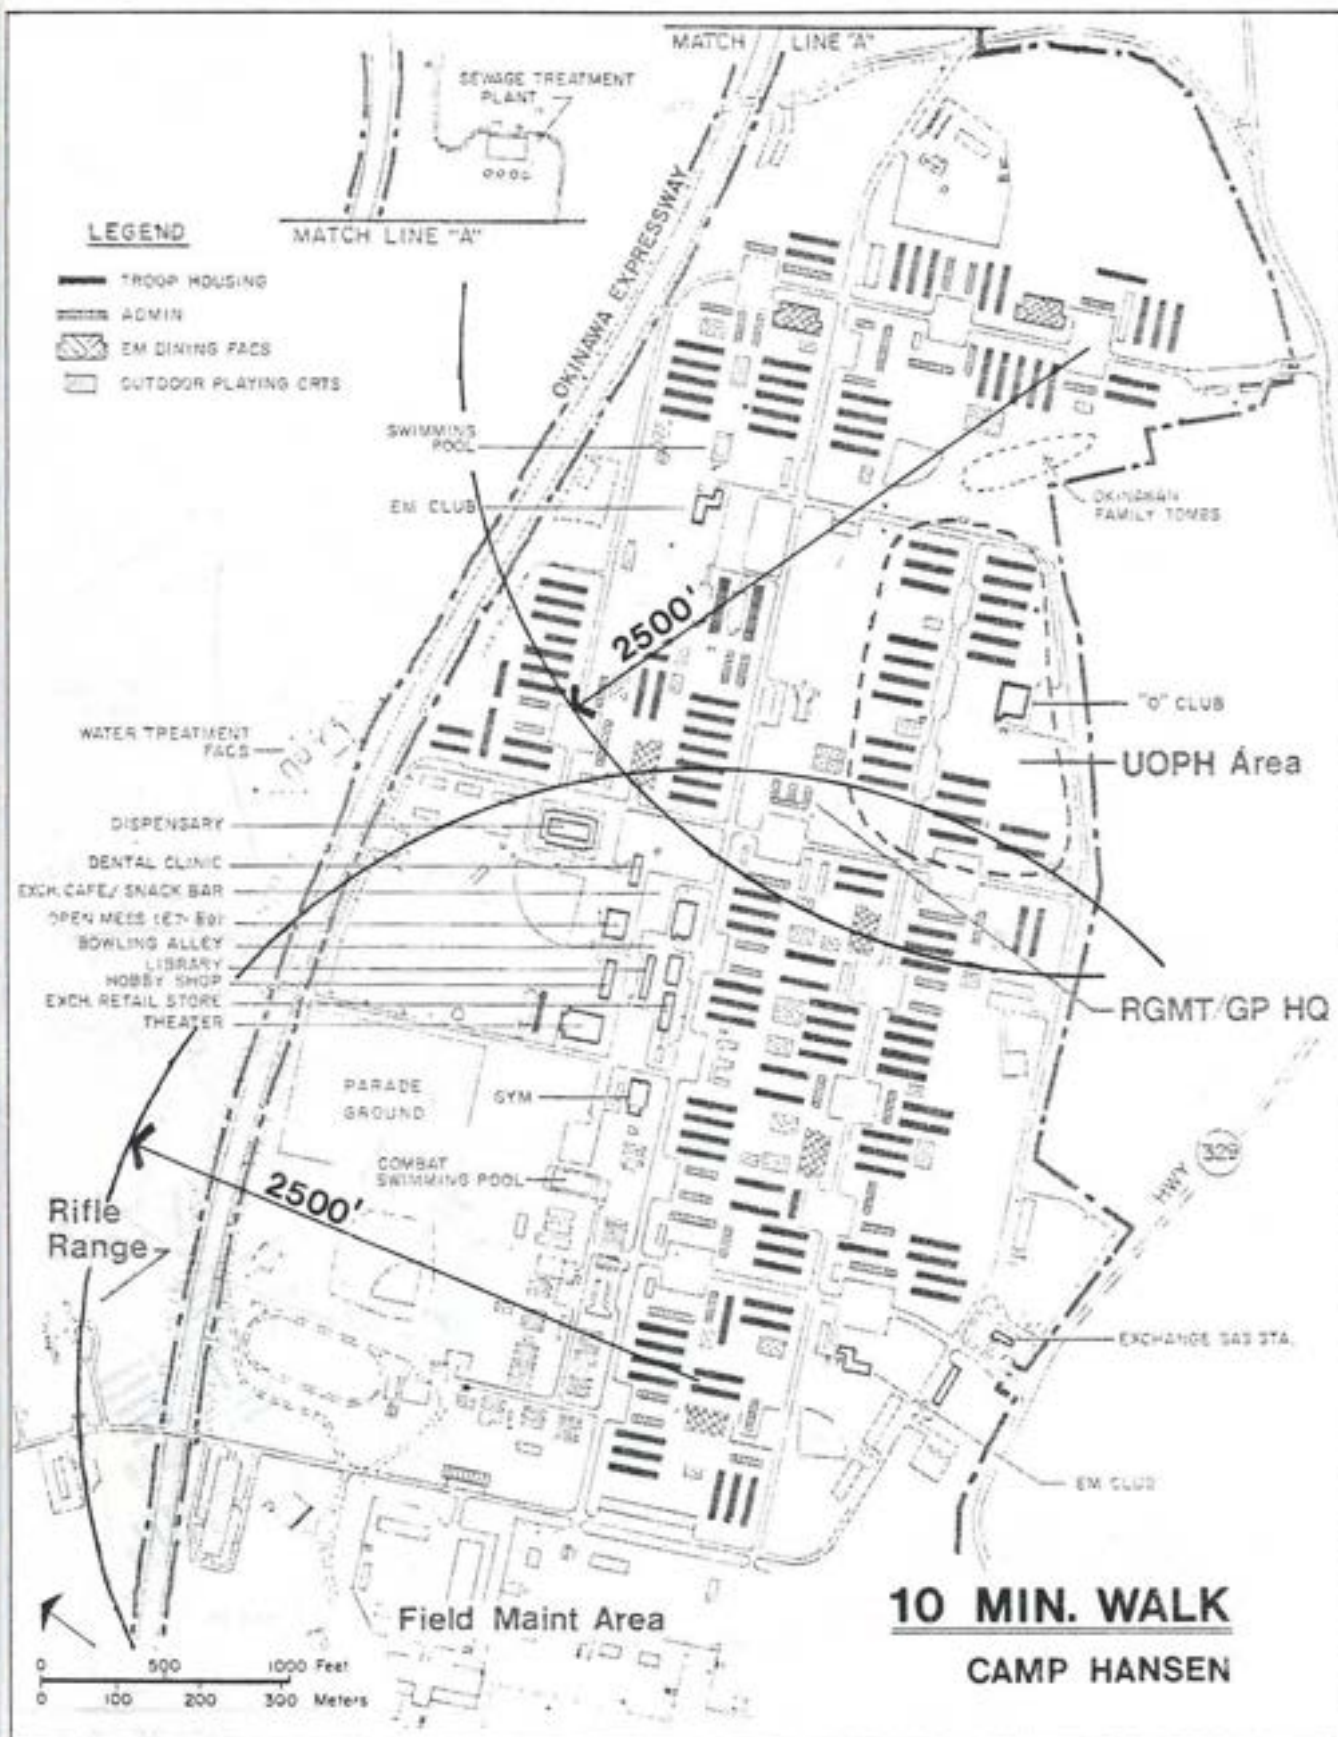 MATCH LINE "A"
SEWAGE TREATMENT
PLANT
LEGEND
MATCH LINE "A"
TROOP HOUSING
ADMIN
EM DINING FACS
OUTDOOR PLAYING CRTS
OKINAWA EXPRESSWAY
SWIMMING
POOL
EM CLUB
OKINAWAN
FAMILY TOMBS
2500'
"O" CLUB
WATER TREATMENT
FACS
UOPH Area
DISPENSARY
DENTAL CLINIC
EXCH. CAFE/ SNACK BAR
OPEN MESS (E7- E9)
BOWLING ALLEY
LIBRARY
HOBBY SHOP
EXCH. RETAIL STORE
THEATER
RGMT/GP HQ
PARADE
GROUND
GYM
COMBAT
SWIMMING POOL
HWY 329
2500'
Rifle
Range
EXCHANGE GAS STA.
EM CLUB
Field Maint Area
10 MIN. WALK
CAMP HANSEN
0 500 1000 Feet
0 100 200 300 Meters